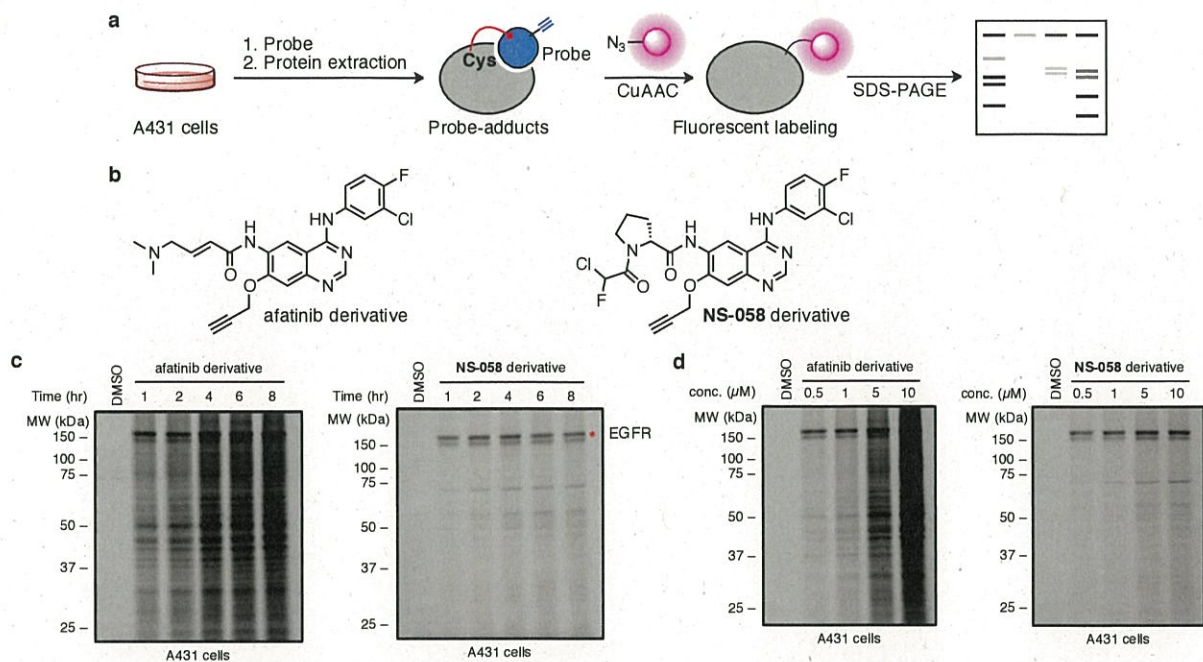 a
1. Probe
2. Protein extraction
A431 cells
Cys
Probe
Probe-adducts
N3
CuAAC
Fluorescent labeling
SDS-PAGE
b
F
Cl
HN
H
N
N
O
N
N
O
afatinib derivative
F
Cl
HN
H
N
N
O
Cl
O
F
N
N
O
NS-058 derivative
c
DMSO
afatinib derivative
Time (hr) 1 2 4 6 8
MW (kDa)
150 –
100 –
75 –
50 –
37 –
25 –
A431 cells
DMSO
NS-058 derivative
Time (hr) 1 2 4 6 8
MW (kDa)
150 –
* EGFR
100 –
75 –
50 –
37 –
25 –
A431 cells
d
DMSO
afatinib derivative
conc. (µM) 0.5 1 5 10
MW (kDa)
150 –
100 –
75 –
50 –
37 –
25 –
A431 cells
DMSO
NS-058 derivative
conc. (µM) 0.5 1 5 10
MW (kDa)
150 –
100 –
75 –
50 –
37 –
25 –
A431 cells